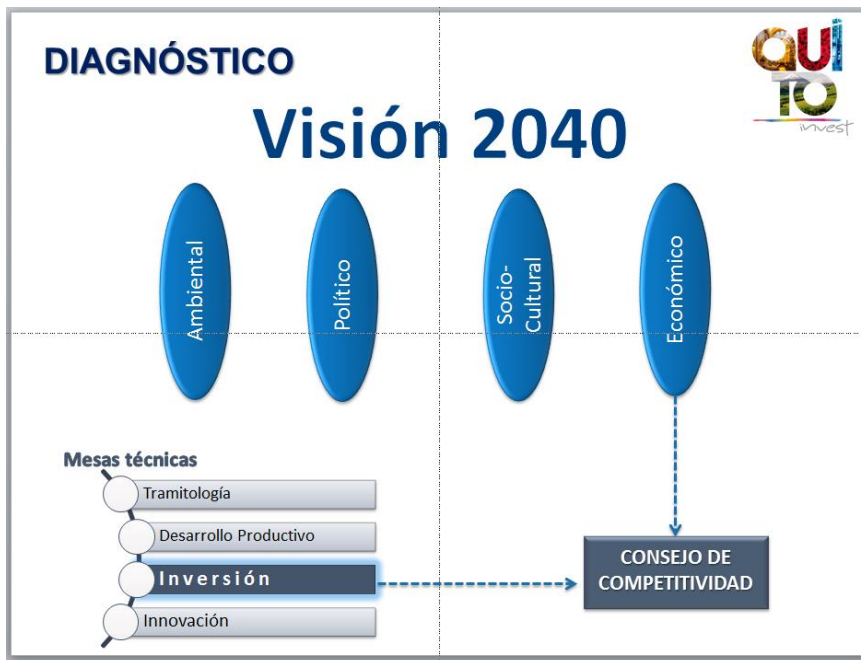 DIAGNÓSTICO
QUITO
invest
Visión 2040
Ambiental
Político
Socio-
Cultural
Económico
Mesas técnicas
Tramitología
Desarrollo Productivo
Inversión
Innovación
CONSEJO DE
COMPETITIVIDAD